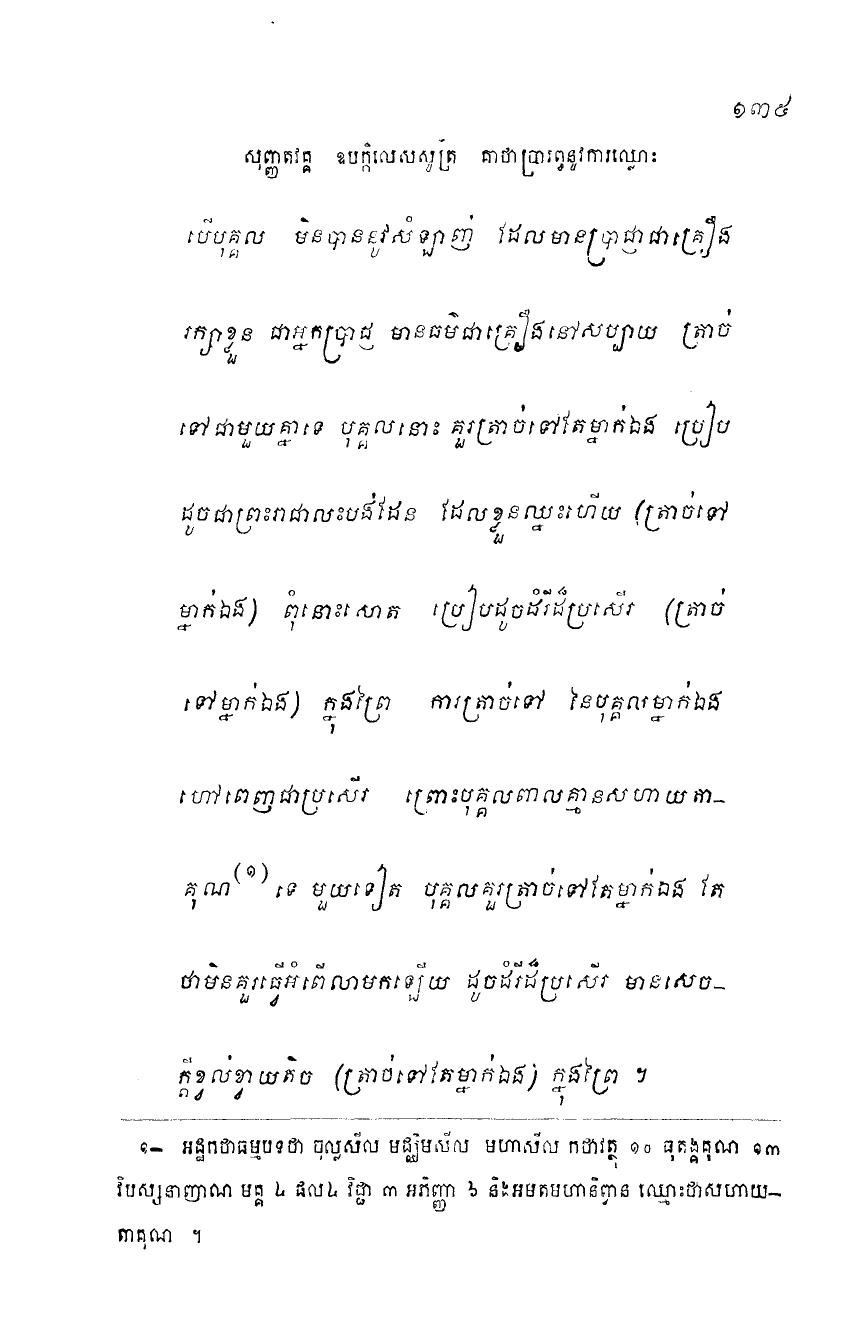 ១៣៥
សុញ្ញតវគ្គ ឧបក្កិលេសសូត្រ គាថាប្រារព្ធនូវការឈ្លោះ
បើបុគ្គល មិនបាននូវសំឡាញ់ ដែលមានប្រាជ្ញាជាគ្រឿង
រក្សាខ្លួន ជាអ្នកប្រាជ្ញ មានធម៌ជាគ្រឿងនៅសប្បាយ ត្រាច់
ទៅជាមួយគ្នាទេ បុគ្គលនោះ គួរត្រាច់ទៅតែម្នាក់ឯង ប្រៀប
ដូចជាព្រះរាជាលះបង់ដែន ដែលខ្លួនឈ្នះហើយ (ត្រាច់ទៅ
ម្នាក់ឯង) ពុំនោះសោត ប្រៀបដូចដំរីដ៏ប្រសើរ (ត្រាច់
ទៅម្នាក់ឯង) ក្នុងព្រៃ ការត្រាច់ទៅ នៃបុគ្គលម្នាក់ឯង
ហៅពេញជាប្រសើរ ព្រោះបុគ្គលពាលគ្មានសហាយតា-
គុណ(១) ទេ មួយទៀត បុគ្គលគួរត្រាច់ទៅតែម្នាក់ឯង តែ
ថាមិនគួរធ្វើអំពើលាមកឡើយ ដូចដំរីដ៏ប្រសើរ មានសេច-
ក្តីខ្វល់ខ្វាយតិច (ត្រាច់ទៅតែម្នាក់ឯង) ក្នុងព្រៃ ។
១- អដ្ឋកថាធម្មបទថា ចុល្លសីល មជ្ឈិមសីល មហាសីល កថាវត្ថុ ១០ ធុតង្គគុណ ១៣
វិបស្សនាញាណ មគ្គ ៤ ផល៤ វិជ្ជា ៣ អភិញ្ញា ៦ និងអមតមហានិព្វាន ឈ្មោះថាសហាយ-
តាគុណ ។